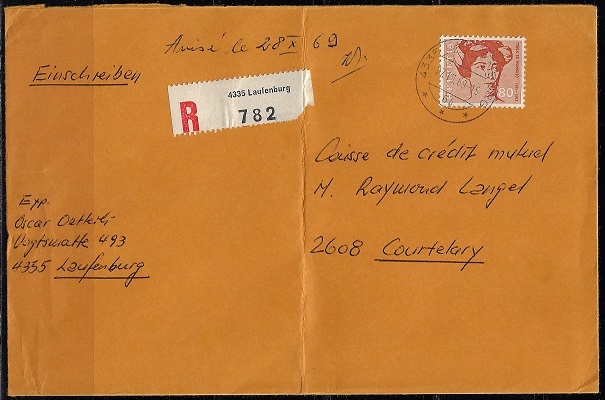 Avisé le 28 X 69
Einschreiben
4335 Laufenburg
R 782
80
Caisse de crédit mutuel
M. Raymond Langel
2608 Courtelary
Exp.
Oscar Oetterli
Vogtsmatte 493
4335 Laufenburg